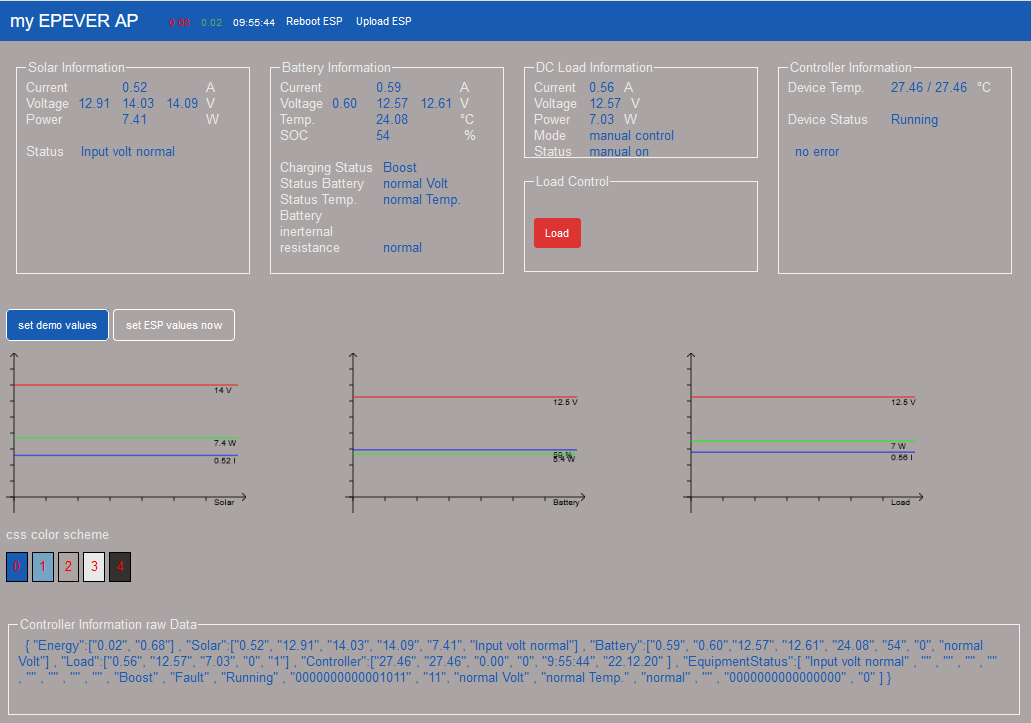 my EPEVER AP 0.68 0.02 09:55:44 Reboot ESP Upload ESP
Solar Information
Current 0.52 A
Voltage 12.91 14.03 14.09 V
Power 7.41 W
Status Input volt normal
Battery Information
Current 0.59 A
Voltage 0.60 12.57 12.61 V
Temp. 24.08 °C
SOC 54 %
Charging Status Boost
Status Battery normal Volt
Status Temp. normal Temp.
Battery
inerternal
resistance normal
DC Load Information
Current 0.56 A
Voltage 12.57 V
Power 7.03 W
Mode manual control
Status manual on
Load Control
Load
Controller Information
Device Temp. 27.46 / 27.46 °C
Device Status Running
no error
set demo values set ESP values now
14 V
7.4 W
0.52 I
Solar
12.5 V
5.4 W
Battery
12.5 V
7 W
0.56 I
Load
css color scheme
0 1 2 3 4
Controller Information raw Data
{ "Energy":["0.02", "0.68"] , "Solar":["0.52", "12.91", "14.03", "14.09", "7.41", "Input volt normal"] , "Battery":["0.59", "0.60","12.57", "12.61", "24.08", "54", "0", "normal
Volt"] , "Load":["0.56", "12.57", "7.03", "0", "1"] , "Controller":["27.46", "27.46", "0.00", "0", "9:55:44", "22.12.20" ] , "EquipmentStatus":[ "Input volt normal" , "" , "" , "" , ""
, "" , "" , "" , "" , "Boost" , "Fault" , "Running" , "0000000000001011" , "11", "normal Volt" , "normal Temp." , "normal" , "" , "0000000000000000" , "0" ] }